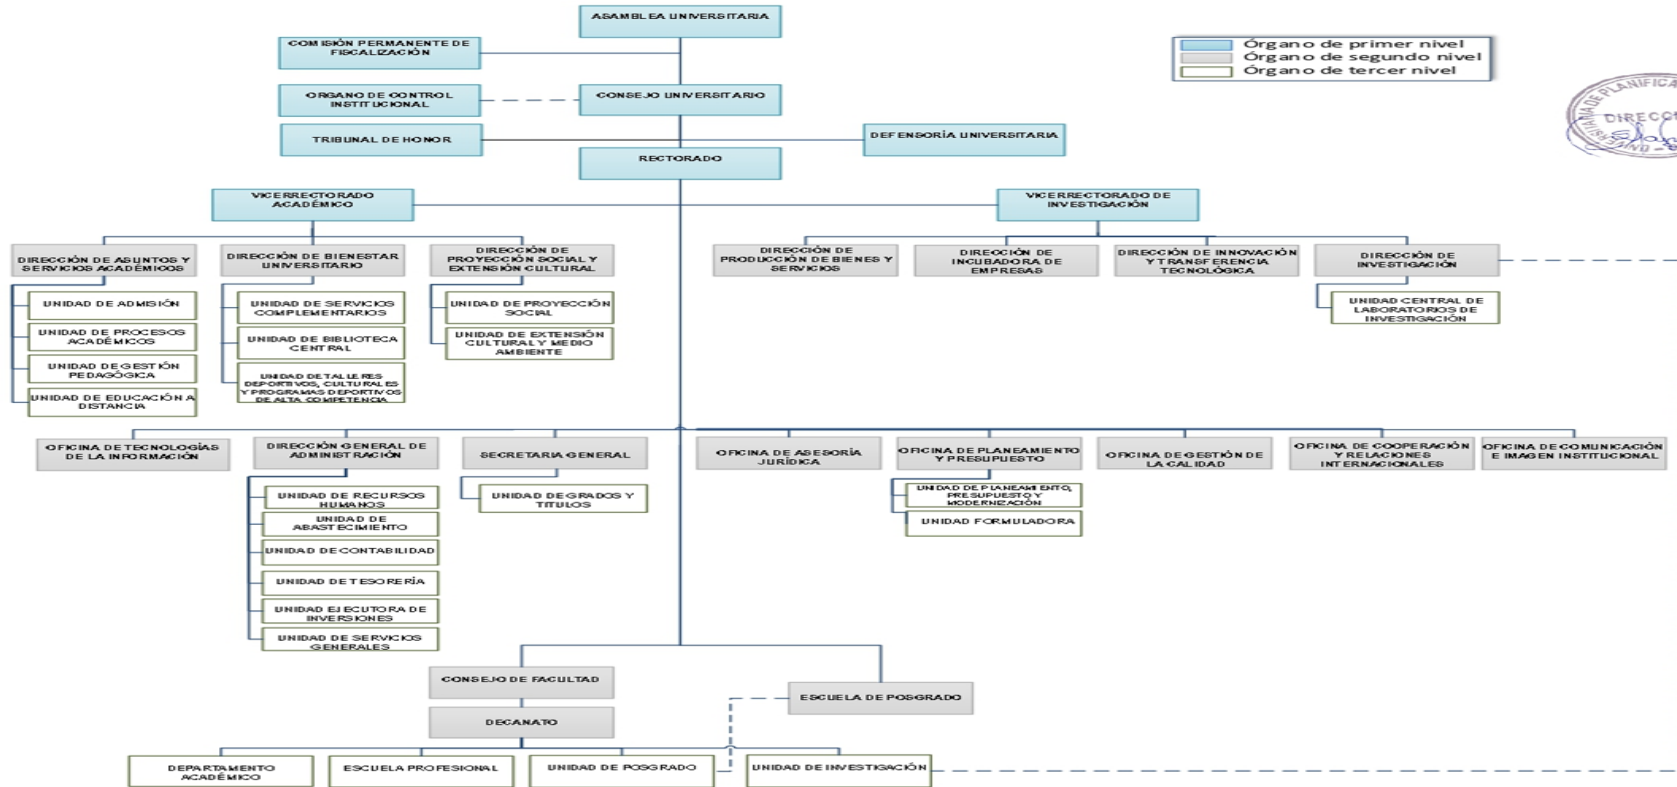 ASAMBLEA UNIVERSITARIA
COMISIÓN PERMANENTE DE
FISCALIZACIÓN
Órgano de primer nivel
Órgano de segundo nivel
Órgano de tercer nivel
ORGANO DE CONTROL
INSTITUCIONAL
CONSEJO UNIVERSITARIO
TRIBUNAL DE HONOR
DEFENSORÍA UNIVERSITARIA
RECTORADO
VICERRECTORADO
ACADÉMICO
VICERRECTORADO DE
INVESTIGACIÓN
DIRECCIÓN DE ASUNTOS Y
SERVICIOS ACADÉMICOS
DIRECCIÓN DE BIENESTAR
UNIVERSITARIO
DIRECCIÓN DE
PROYECCIÓN SOCIAL Y
EXTENSIÓN CULTURAL
DIRECCIÓN DE
PRODUCCIÓN DE BIENES Y
SERVICIOS
DIRECCIÓN DE
INCUBADORA DE
EMPRESAS
DIRECCIÓN DE INNOVACIÓN
Y TRANSFERENCIA
TECNOLÓGICA
DIRECCIÓN DE
INVESTIGACIÓN
UNIDAD DE ADMISIÓN
UNIDAD DE PROCESOS
ACADÉMICOS
UNIDAD DE GESTIÓN
PEDAGÓGICA
UNIDAD DE EDUCACIÓN A
DISTANCIA
UNIDAD DE SERVICIOS
COMPLEMENTARIOS
UNIDAD DE BIBLIOTECA
CENTRAL
UNIDAD DE TALLERES
DEPORTIVOS, CULTURALES
Y PROGRAMAS DEPORTIVOS
DE ALTA COMPETENCIA
UNIDAD DE PROYECCIÓN
SOCIAL
UNIDAD DE EXTENSIÓN
CULTURAL Y MEDIO
AMBIENTE
UNIDAD CENTRAL DE
LABORATORIOS DE
INVESTIGACIÓN
OFICINA DE TECNOLOGÍAS
DE LA INFORMACIÓN
DIRECCIÓN GENERAL DE
ADMINISTRACIÓN
SECRETARIA GENERAL
OFICINA DE ASESORÍA
JURÍDICA
OFICINA DE PLANEAMIENTO
Y PRESUPUESTO
OFICINA DE GESTIÓN DE
LA CALIDAD
OFICINA DE COOPERACIÓN
Y RELACIONES
INTERNACIONALES
OFICINA DE COMUNICACIÓN
E IMAGEN INSTITUCIONAL
UNIDAD DE RECURSOS
HUMANOS
UNIDAD DE
ABASTECIMIENTO
UNIDAD DE CONTABILIDAD
UNIDAD DE TESORERÍA
UNIDAD EJECUTORA DE
INVERSIONES
UNIDAD DE SERVICIOS
GENERALES
UNIDAD DE GRADOS Y
TITULOS
UNIDAD DE PLANEAMIENTO,
PRESUPUESTO Y
MODERNIZACIÓN
UNIDAD FORMULADORA
CONSEJO DE FACULTAD
ESCUELA DE POSGRADO
DECANATO
DEPARTAMENTO
ACADÉMICO
ESCUELA PROFESIONAL
UNIDAD DE POSGRADO
UNIDAD DE INVESTIGACIÓN